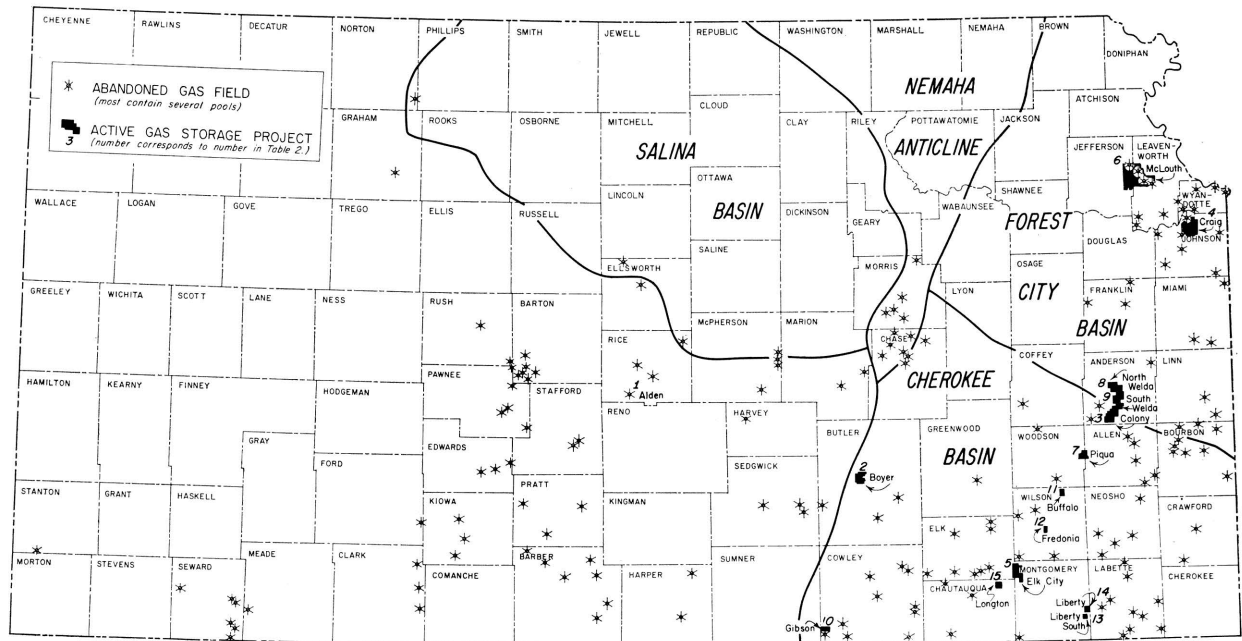 CHEYENNE
RAWLINS
DECATUR
NORTON
PHILLIPS
SMITH
JEWELL
REPUBLIC
WASHINGTON
MARSHALL
NEMAHA
BROWN
DONIPHAN
✳ ABANDONED GAS FIELD
(most contain several pools)
ACTIVE GAS STORAGE PROJECT
3 (number corresponds to number in Table 2.)
NEMAHA
ANTICLINE
ATCHISON
GRAHAM
ROOKS
OSBORNE
MITCHELL
CLOUD
CLAY
RILEY
POTTAWATOMIE
JACKSON
JEFFERSON
LEAVEN-
WORTH
6
McLouth
SALINA
BASIN
OTTAWA
LINCOLN
SHAWNEE
WABAUNSEE
WYAN-
DOTTE
4
Craig
JOHNSON
WALLACE
LOGAN
GOVE
TREGO
ELLIS
RUSSELL
DICKINSON
GEARY
SALINE
FOREST
CITY
BASIN
DOUGLAS
OSAGE
ELLSWORTH
MORRIS
LYON
FRANKLIN
MIAMI
GREELEY
WICHITA
SCOTT
LANE
NESS
RUSH
BARTON
RICE
McPHERSON
MARION
CHASE
COFFEY
ANDERSON
LINN
HAMILTON
KEARNY
FINNEY
HODGEMAN
PAWNEE
STAFFORD
1
Alden
CHEROKEE
BASIN
8
North
Welda
9
South
Welda
3
Colony
RENO
HARVEY
BUTLER
GREENWOOD
WOODSON
ALLEN
BOURBON
GRAY
EDWARDS
FORD
SEDGWICK
2
Boyer
7
Piqua
STANTON
GRANT
HASKELL
KIOWA
PRATT
KINGMAN
WILSON
11
Buffalo
NEOSHO
CRAWFORD
ELK
12
Fredonia
MORTON
STEVENS
SEWARD
MEADE
CLARK
COMANCHE
BARBER
HARPER
SUMNER
COWLEY
CHAUTAUQUA
15
Longton
5
MONTGOMERY
Elk City
LABETTE
CHEROKEE
14
Liberty
Liberty
South
13
Gibson
10